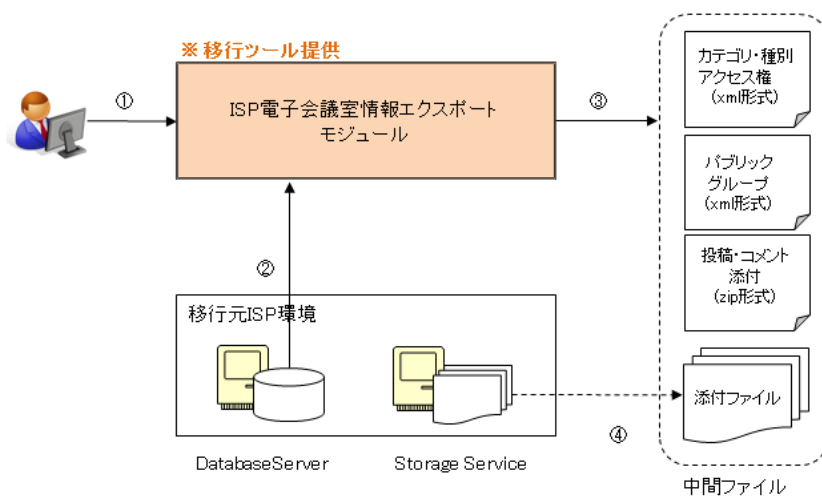 ※移行ツール提供
①
ISP電子会議室情報エクスポート
モジュール
③
カテゴリ・種別
アクセス権
(xml形式)
パブリック
グループ
(xml形式)
②
投稿・コメント
添付
(zip形式)
移行元ISP環境
添付ファイル
④
DatabaseServer
Storage Service
中間ファイル